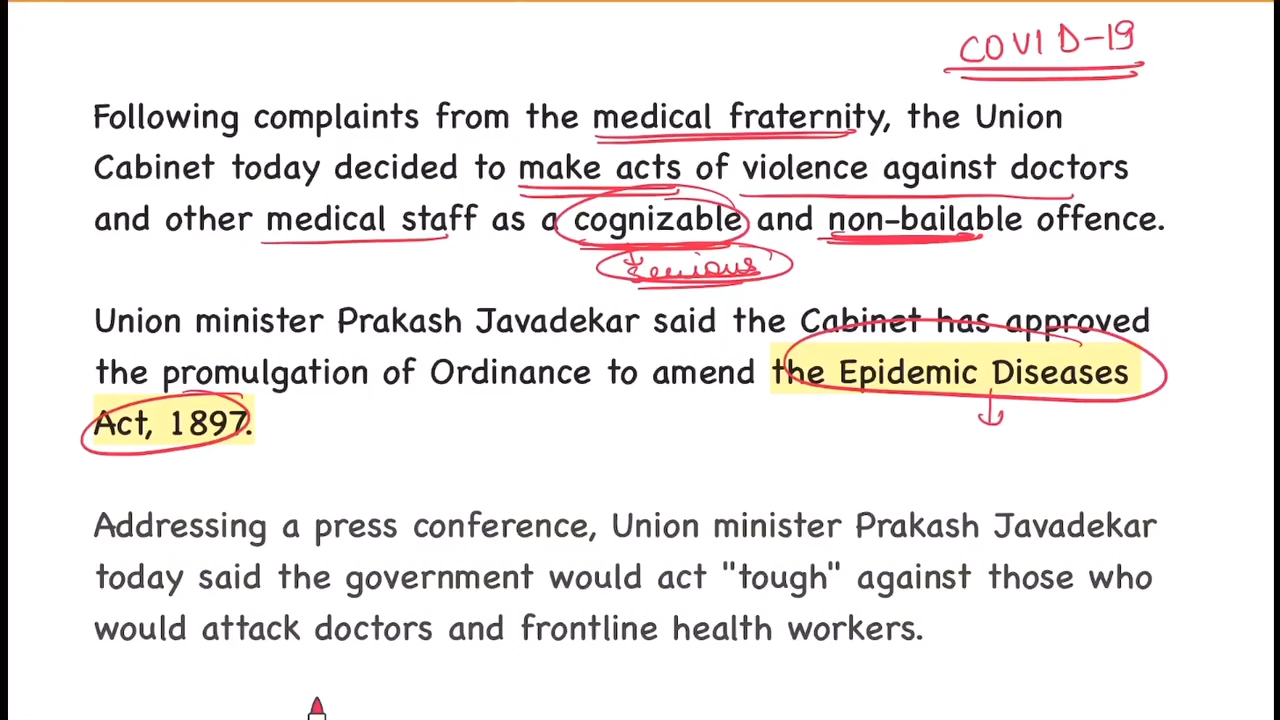 COVID-19
Following complaints from the medical fraternity, the Union
Cabinet today decided to make acts of violence against doctors
and other medical staff as a cognizable and non-bailable offence.
serious
Union minister Prakash Javadekar said the Cabinet has approved
the promulgation of Ordinance to amend the Epidemic Diseases
Act, 1897.
Addressing a press conference, Union minister Prakash Javadekar
today said the government would act "tough" against those who
would attack doctors and frontline health workers.